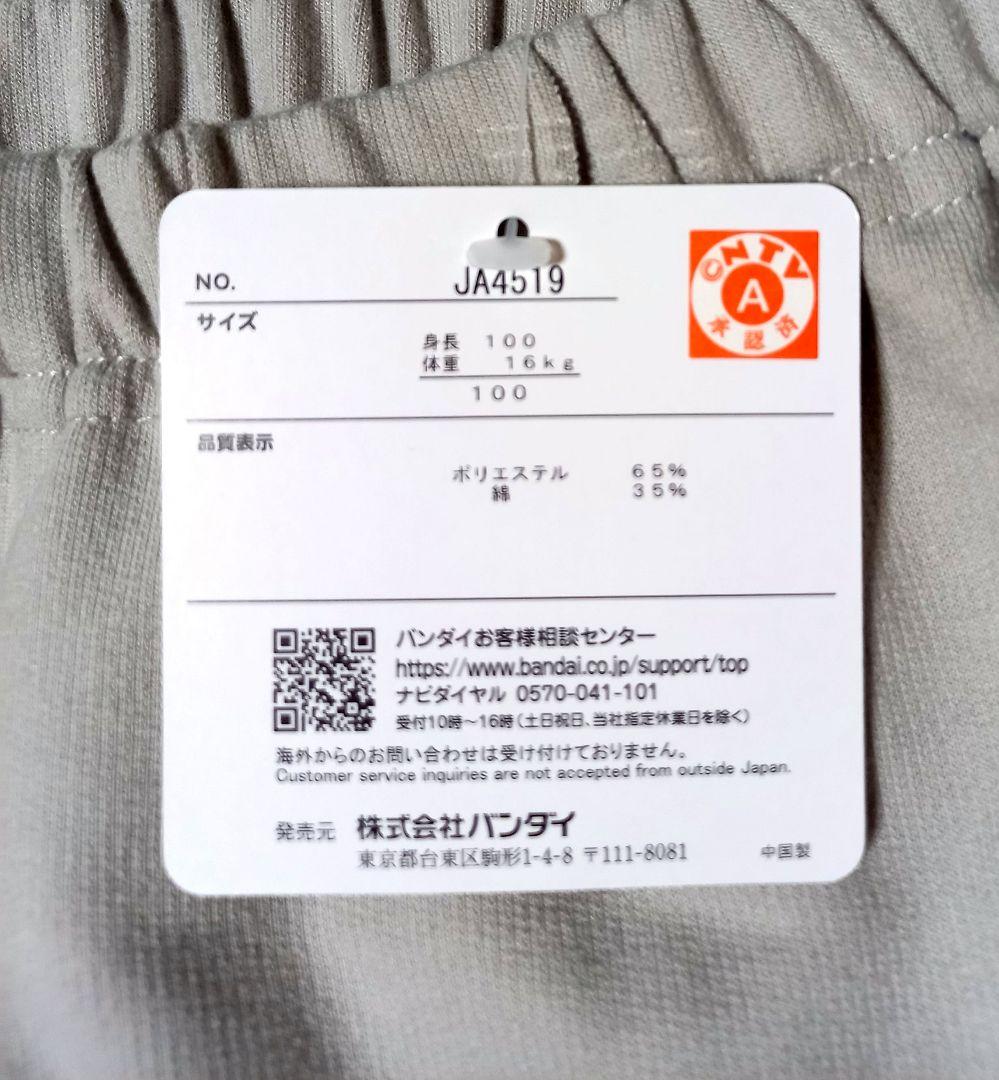 NO. JA4519
CNTV
A
承認済
サイズ
身長 100
体重 16kg
100
品質表示
ポリエステル 65%
綿 35%
バンダイお客様相談センター
https://www.bandai.co.jp/support/top
ナビダイヤル 0570-041-101
受付10時～16時(土日祝日、当社指定休業日を除く)
海外からのお問い合わせは受け付けておりません。
Customer service inquiries are not accepted from outside Japan.
発売元 株式会社バンダイ
東京都台東区駒形1-4-8 〒111-8081
中国製